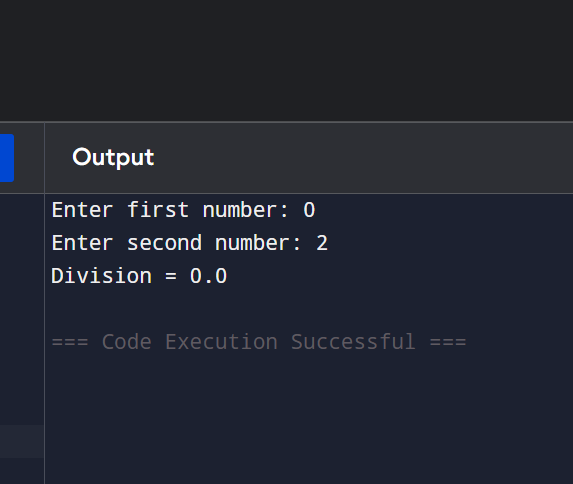 Output
Enter first number: 0
Enter second number: 2
Division = 0.0
=== Code Execution Successful ===